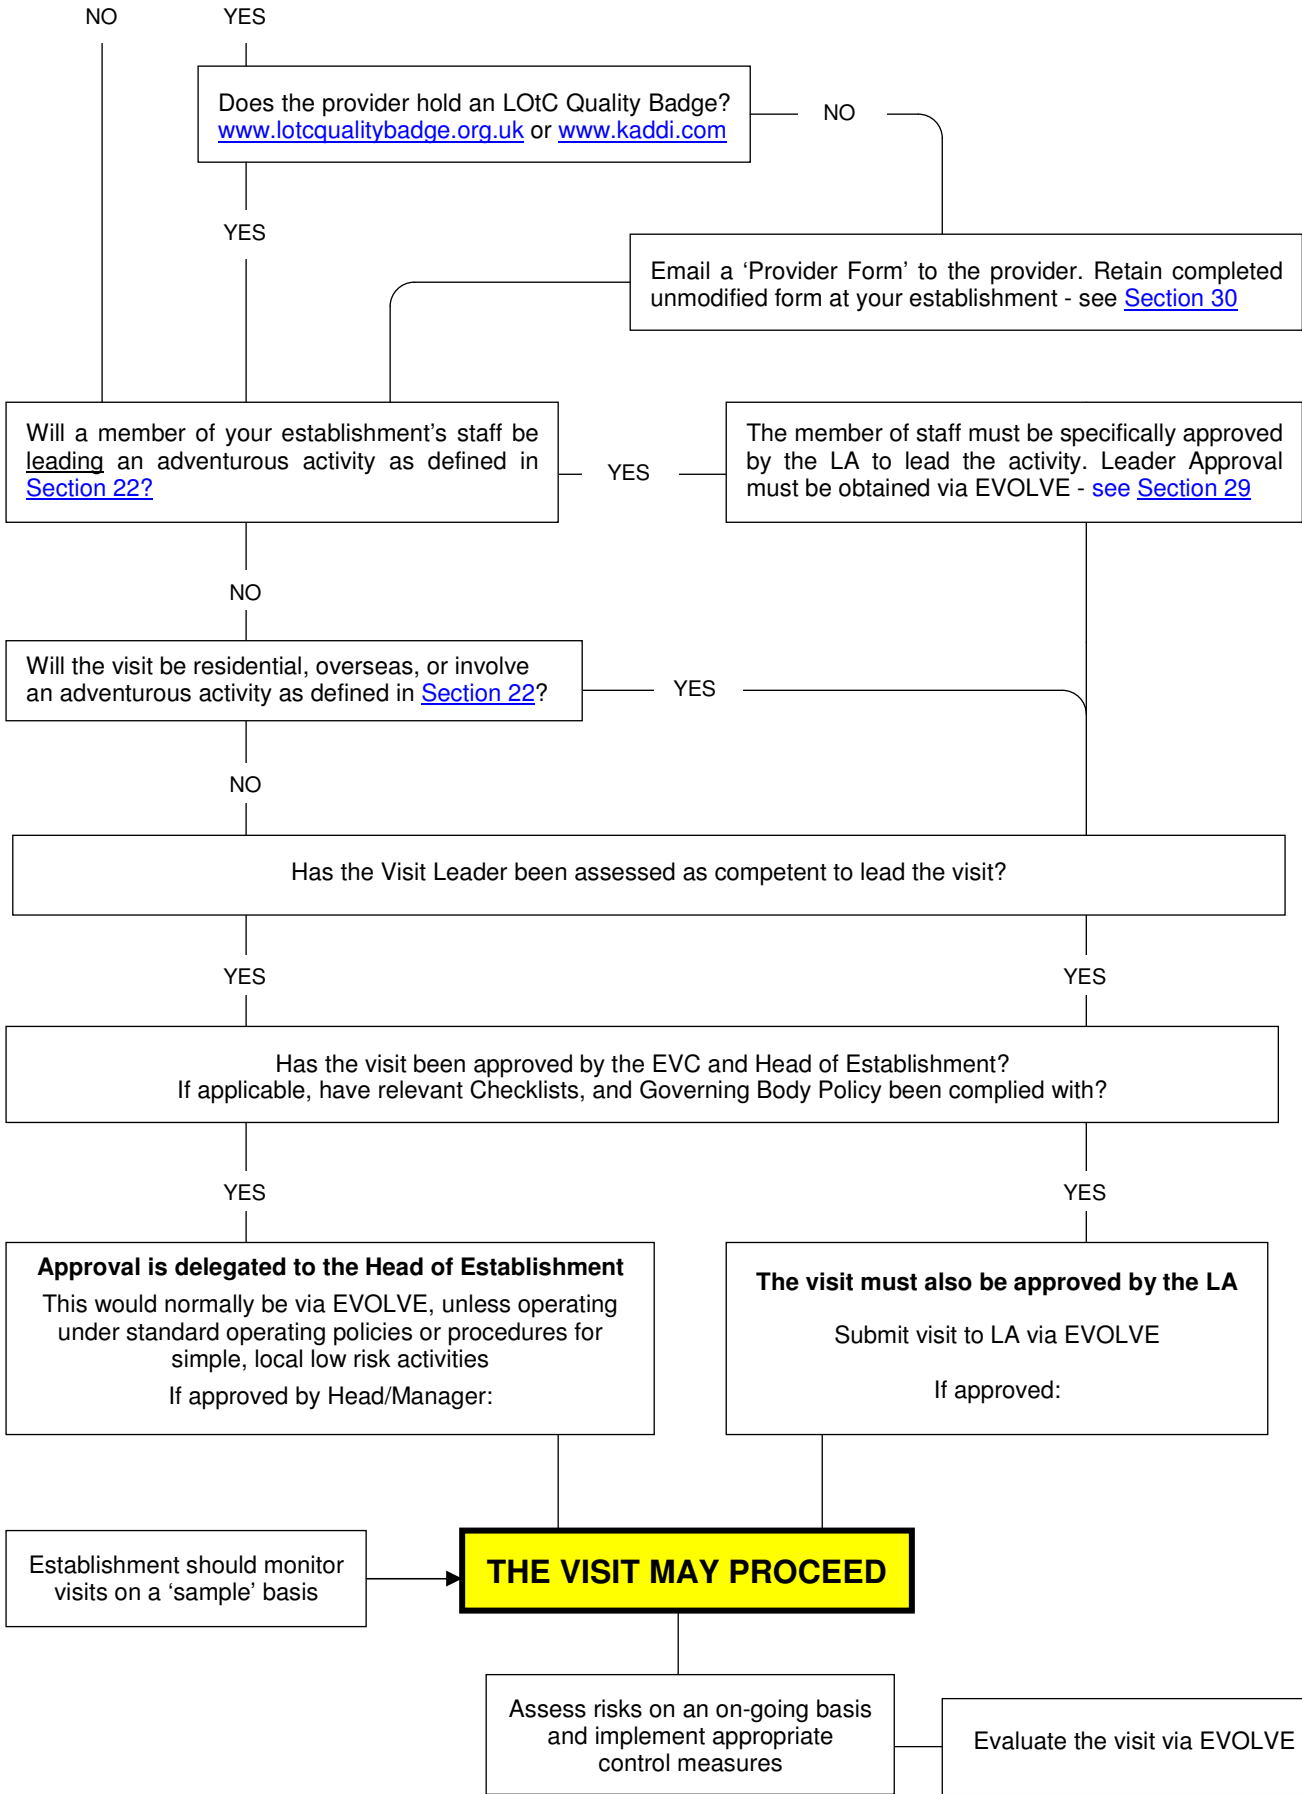 NO
YES
Does the provider hold an LOtC Quality Badge?
www.lotcqualitybadge.org.uk or www.kaddi.com
NO
YES
Email a ‘Provider Form’ to the provider. Retain completed
unmodified form at your establishment - see Section 30
Will a member of your establishment’s staff be
leading an adventurous activity as defined in
Section 22?
YES
The member of staff must be specifically approved
by the LA to lead the activity. Leader Approval
must be obtained via EVOLVE - see Section 29
NO
Will the visit be residential, overseas, or involve
an adventurous activity as defined in Section 22?
YES
NO
Has the Visit Leader been assessed as competent to lead the visit?
YES
YES
Has the visit been approved by the EVC and Head of Establishment?
If applicable, have relevant Checklists, and Governing Body Policy been complied with?
YES
YES
Approval is delegated to the Head of Establishment
This would normally be via EVOLVE, unless operating
under standard operating policies or procedures for
simple, local low risk activities
If approved by Head/Manager:
The visit must also be approved by the LA
Submit visit to LA via EVOLVE
If approved:
Establishment should monitor
visits on a ‘sample’ basis
THE VISIT MAY PROCEED
Assess risks on an on-going basis
and implement appropriate
control measures
Evaluate the visit via EVOLVE